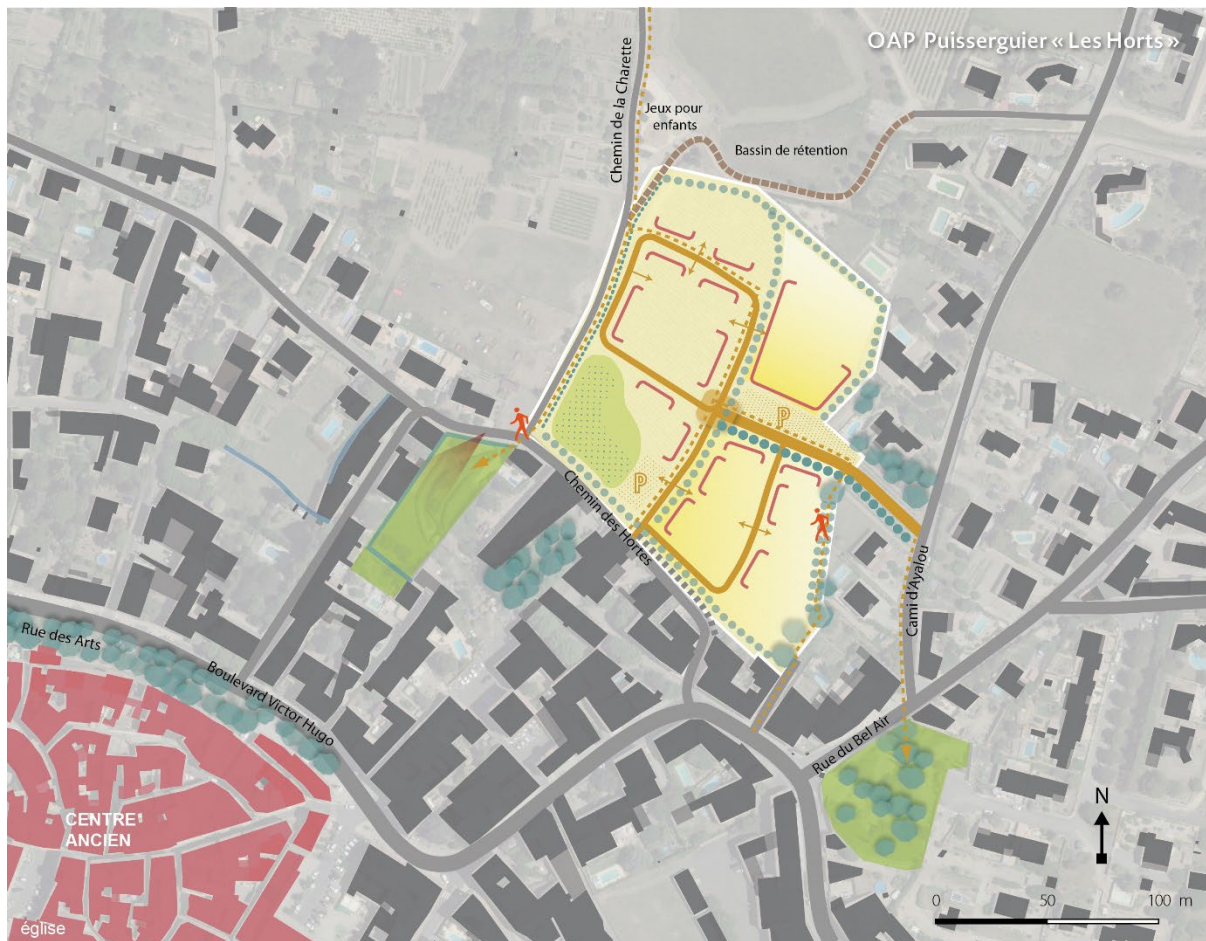 OAP Puisserguier « Les Horts »
Chemin de la Charette
Jeux pour
enfants
Bassin de rétention
P
P
Chemin des Hortes
Cami d'Ayalou
Rue des Arts
Boulevard Victor Hugo
Rue du Bel Air
CENTRE
ANCIEN
église
N
0 50 100 m